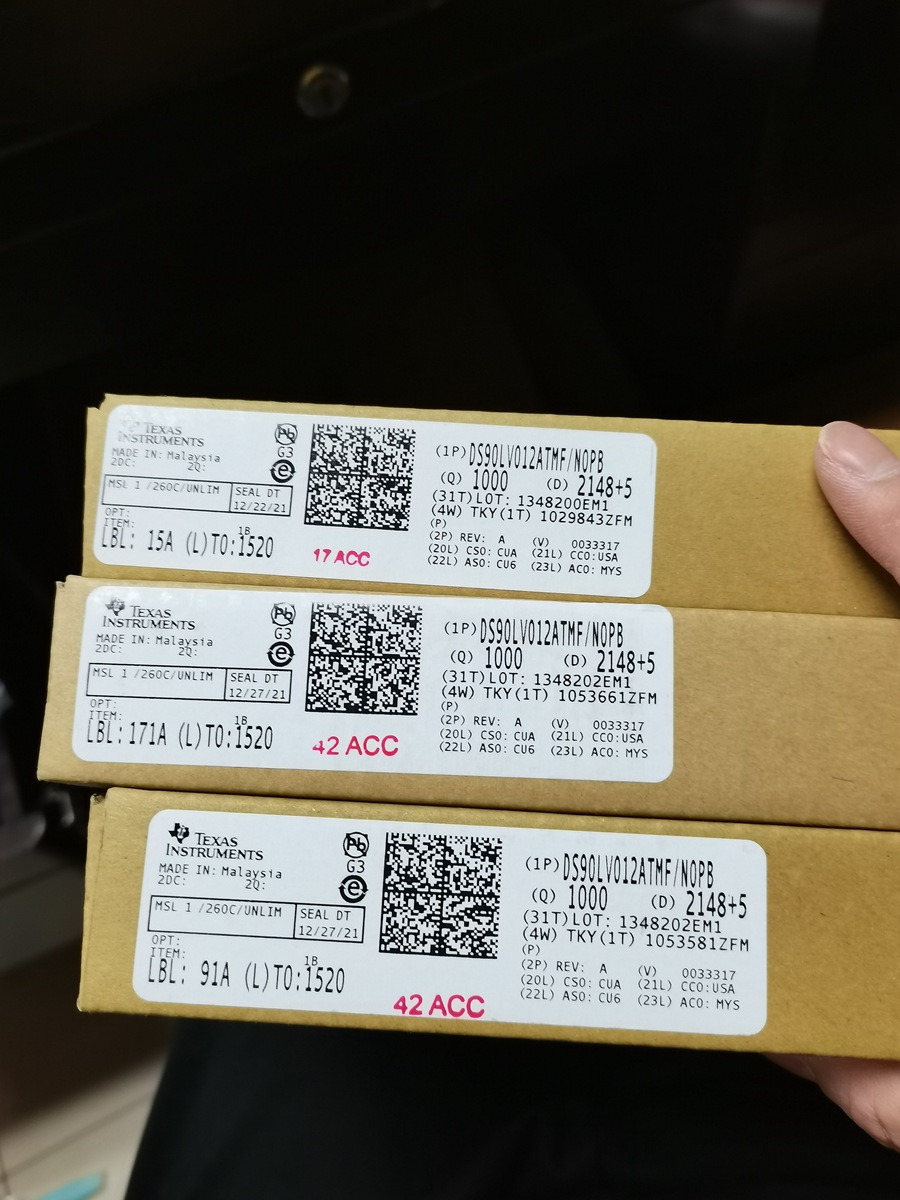 TEXAS
INSTRUMENTS
MADE IN: Malaysia
2DC: 2Q:
MSL 1 /260C/UNLIM
SEAL DT
12/22/21
OPT:
ITEM:
1B
LBL: 15A (L)TO:1520
Pb
G3
e
17 ACC
(1P)DS90LV012ATMF/NOPB
(Q) 1000 (D) 2148+5
(31T)LOT: 1348200EM1
(4W) TKY(1T) 1029843ZFM
(P)
(2P) REV: A (V) 0033317
(20L) CSO: CUA (21L) CCO:USA
(22L) ASO: CU6 (23L) ACO: MYS
TEXAS
INSTRUMENTS
MADE IN: Malaysia
2DC: 2Q:
MSL 1 /260C/UNLIM
SEAL DT
12/27/21
OPT:
ITEM:
1B
LBL: 171A (L)TO:1520
Pb
G3
e
42 ACC
(1P)DS90LV012ATMF/NOPB
(Q) 1000 (D) 2148+5
(31T)LOT: 1348202EM1
(4W) TKY(1T) 1053661ZFM
(P)
(2P) REV: A (V) 0033317
(20L) CSO: CUA (21L) CCO:USA
(22L) ASO: CU6 (23L) ACO: MYS
TEXAS
INSTRUMENTS
MADE IN: Malaysia
2DC: 2Q:
MSL 1 /260C/UNLIM
SEAL DT
12/27/21
OPT:
ITEM:
1B
LBL: 91A (L)TO:1520
Pb
G3
e
42 ACC
(1P)DS90LV012ATMF/NOPB
(Q) 1000 (D) 2148+5
(31T)LOT: 1348202EM1
(4W) TKY(1T) 1053581ZFM
(P)
(2P) REV: A (V) 0033317
(20L) CSO: CUA (21L) CCO:USA
(22L) ASO: CU6 (23L) ACO: MYS